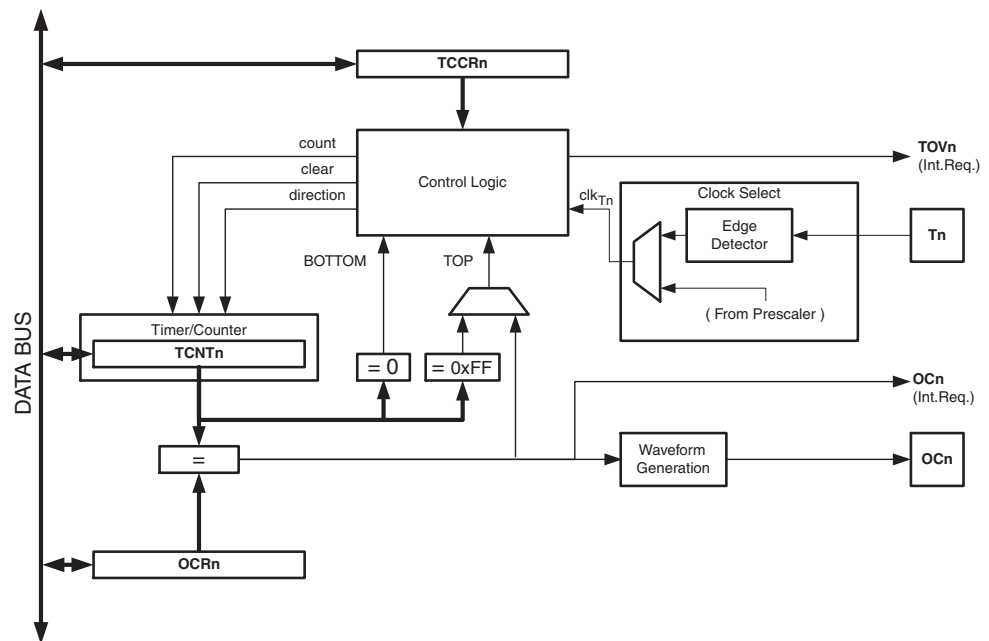 TCCRn
count
clear
direction
Control Logic
TOVn
(Int.Req.)
clkTn
Clock Select
Edge
Detector
Tn
BOTTOM
TOP
( From Prescaler )
Timer/Counter
TCNTn
= 0
= 0xFF
DATA BUS
OCn
(Int.Req.)
=
Waveform
Generation
OCn
OCRn